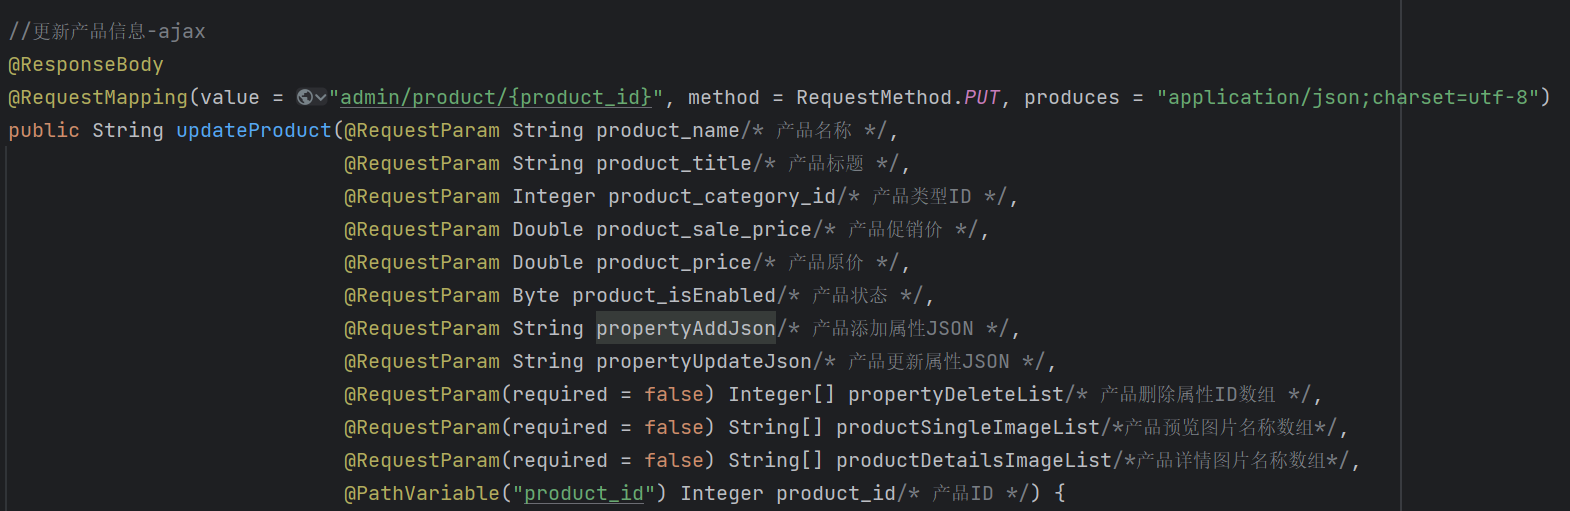 //更新产品信息-ajax
@ResponseBody
@RequestMapping(value = "admin/product/{product_id}", method = RequestMethod.PUT, produces = "application/json;charset=utf-8")
public String updateProduct(@RequestParam String product_name/* 产品名称 */,
@RequestParam String product_title/* 产品标题 */,
@RequestParam Integer product_category_id/* 产品类型ID */,
@RequestParam Double product_sale_price/* 产品促销价 */,
@RequestParam Double product_price/* 产品原价 */,
@RequestParam Byte product_isEnabled/* 产品状态 */,
@RequestParam String propertyAddJson/* 产品添加属性JSON */,
@RequestParam String propertyUpdateJson/* 产品更新属性JSON */,
@RequestParam(required = false) Integer[] propertyDeleteList/* 产品删除属性ID数组 */,
@RequestParam(required = false) String[] productSingleImageList/*产品预览图片名称数组*/,
@RequestParam(required = false) String[] productDetailsImageList/*产品详情图片名称数组*/,
@PathVariable("product_id") Integer product_id/* 产品ID */) {